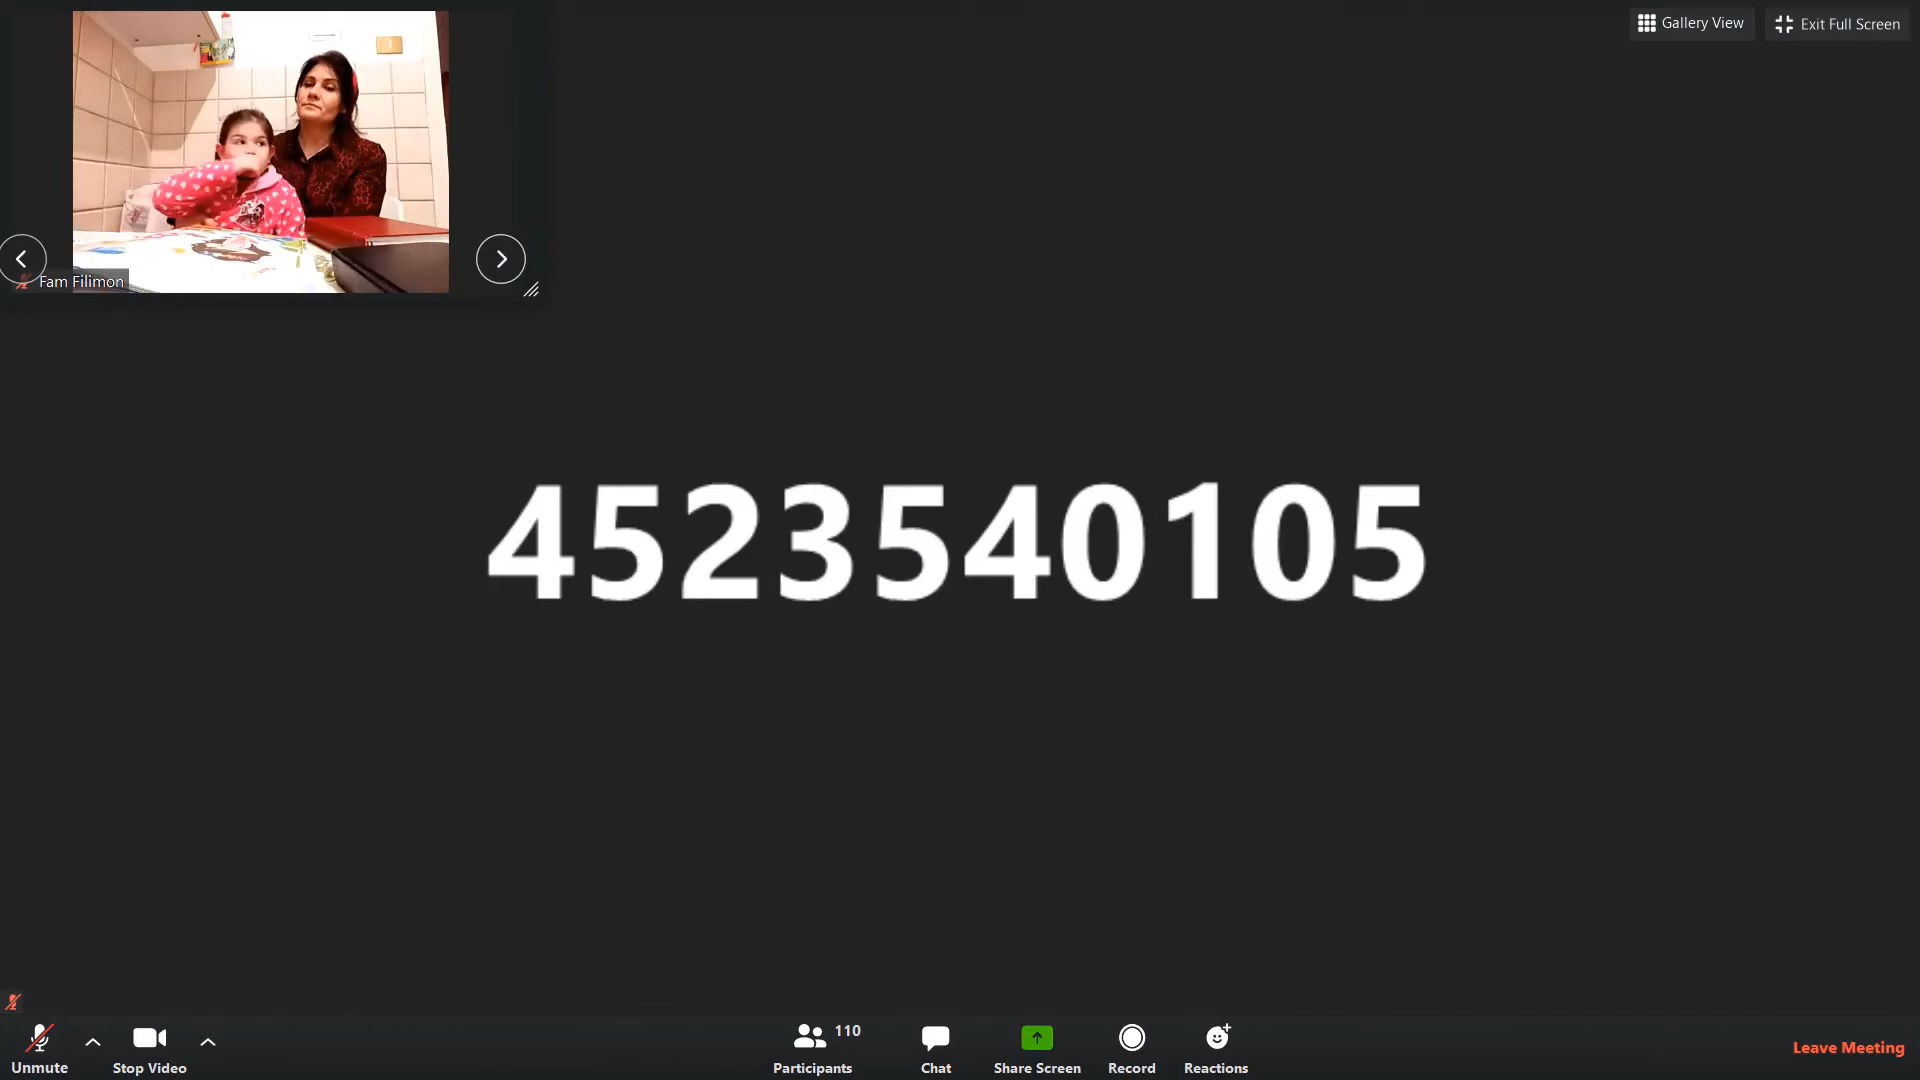 Gallery View
Exit Full Screen
Fam Filimon
4523540105
Unmute
Stop Video
Participants
110
Chat
Share Screen
Record
Reactions
Leave Meeting